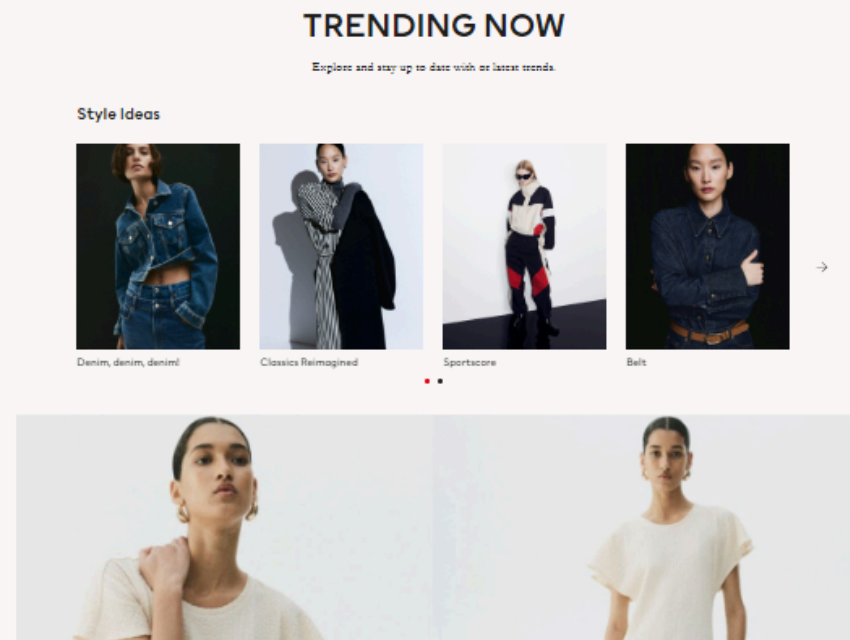 TRENDING NOW
Explore and stay up to date with or latest trends.
Style Ideas
Denim, denim, denim!
Classics Reimagined
Sportscore
Belt